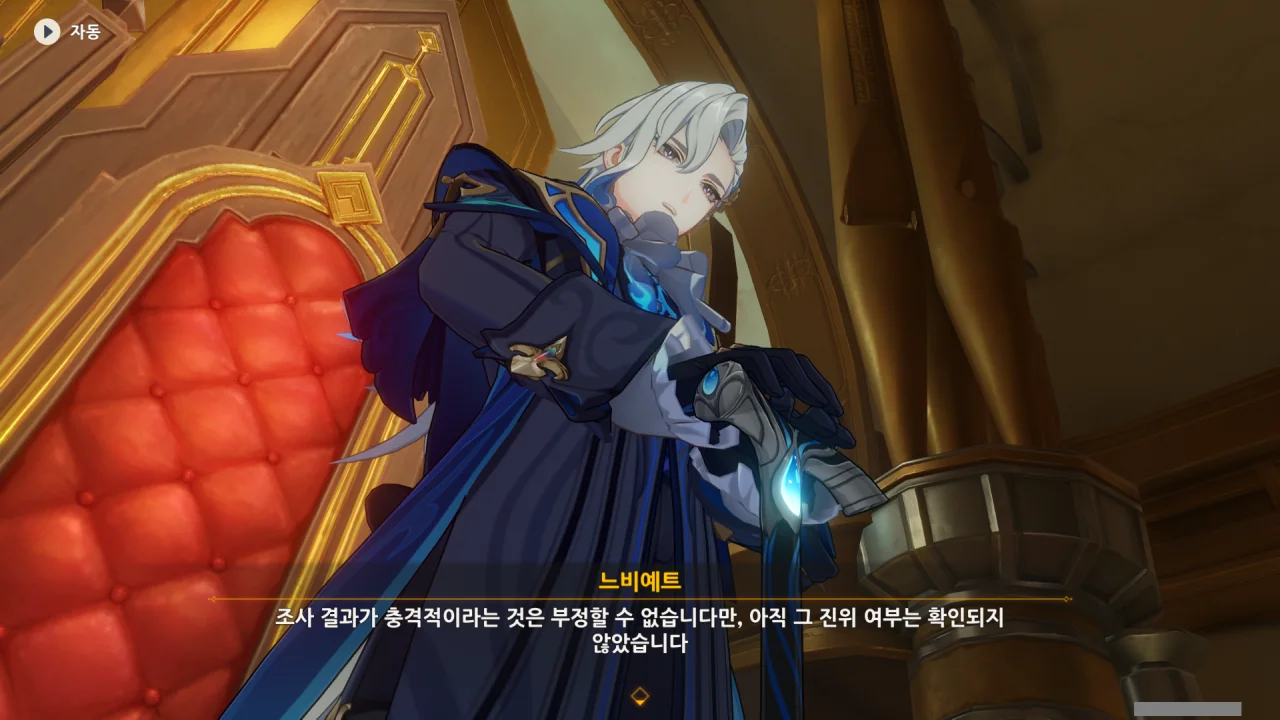 자동
느비예트
조사 결과가 충격적이라는 것은 부정할 수 없습니다만, 아직 그 진위 여부는 확인되지
않았습니다